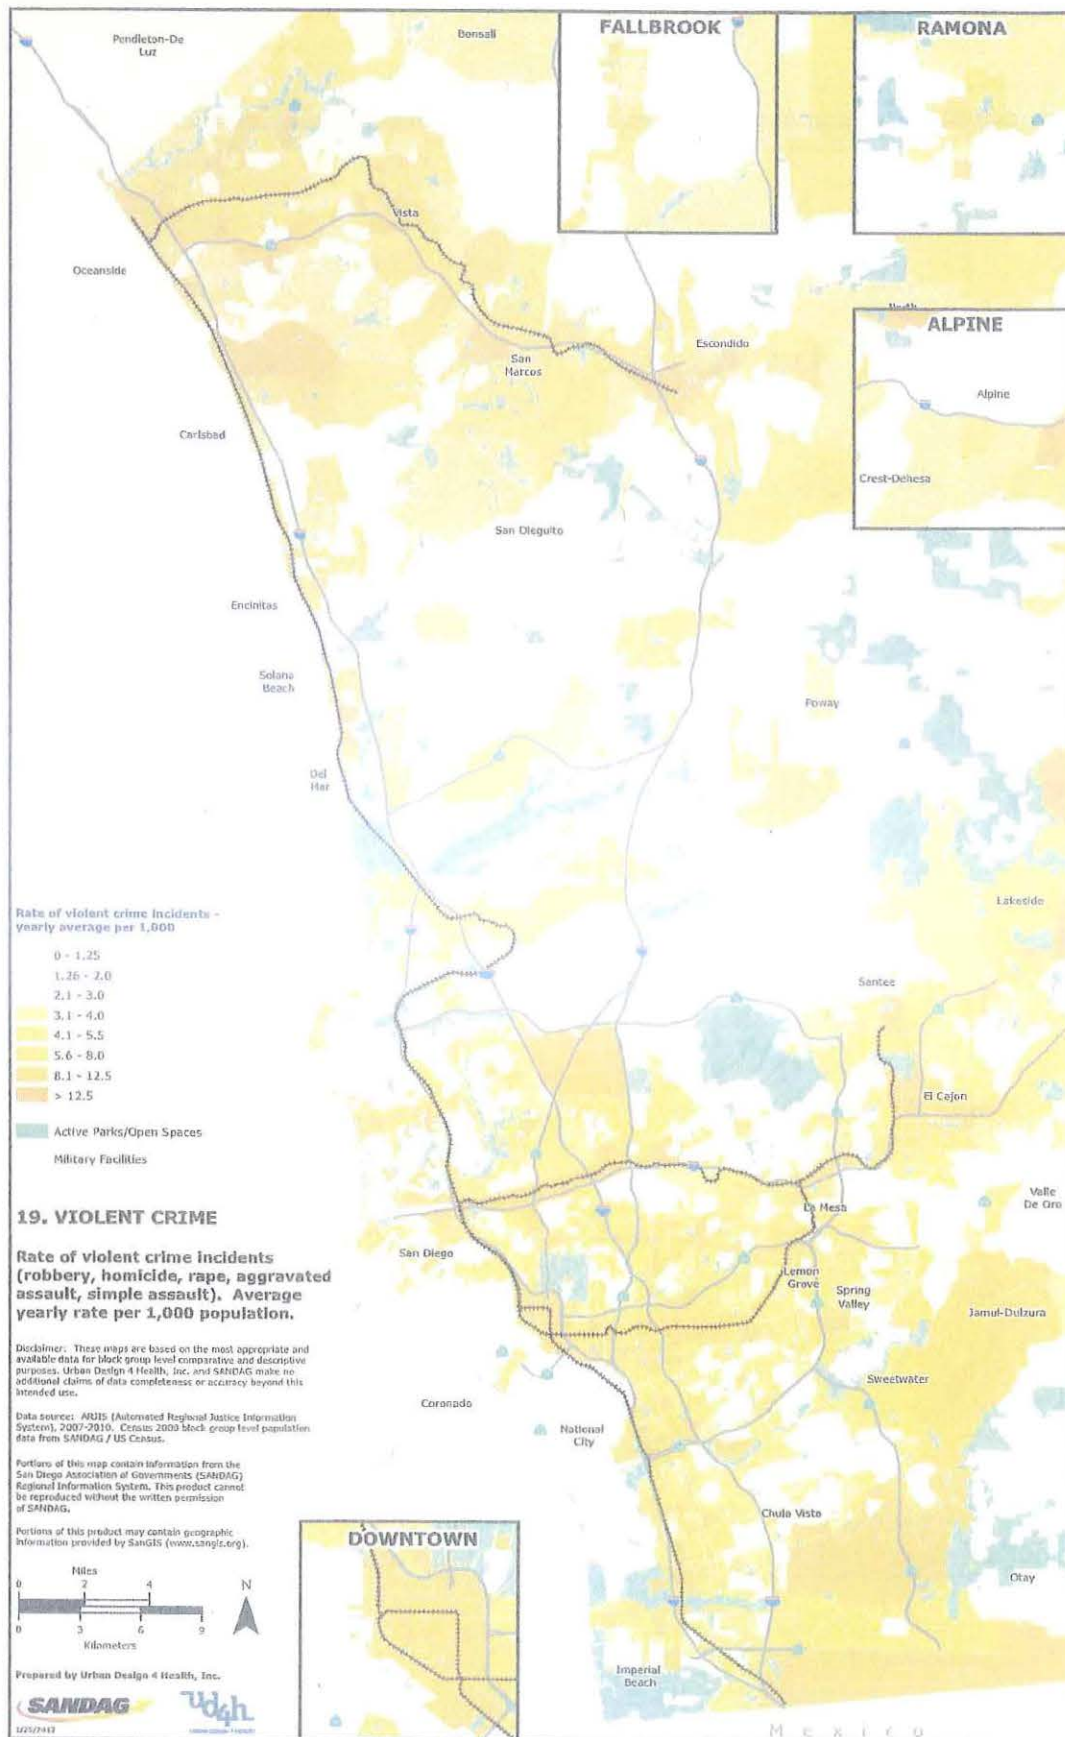 FALLBROOK
RAMONA
Pendleton-De
Luz
Bonsall
Vista
Oceanside
North
ALPINE
Alpine
Crest-Dehesa
Escondido
San
Marcos
Carlsbad
San Dieguito
Encinitas
Solana
Beach
Poway
Del
Mar
Lakeside
Santee
El Cajon
Valle
De Oro
La Mesa
San Diego
Lemon
Grove
Spring
Valley
Jamul-Dulzura
Sweetwater
Coronado
National
City
Chula Vista
Otay
Imperial
Beach
Mexico
DOWNTOWN
Rate of violent crime incidents -
yearly average per 1,000
0 - 1.25
1.26 - 2.0
2.1 - 3.0
3.1 - 4.0
4.1 - 5.5
5.6 - 8.0
8.1 - 12.5
> 12.5
Active Parks/Open Spaces
Military Facilities
19. VIOLENT CRIME
Rate of violent crime incidents
(robbery, homicide, rape, aggravated
assault, simple assault). Average
yearly rate per 1,000 population.
Disclaimer: These maps are based on the most appropriate and
available data for block group level comparative and descriptive
purposes. Urban Design 4 Health, Inc. and SANDAG make no
additional claims of data completeness or accuracy beyond this
intended use.
Data source: ARJIS (Automated Regional Justice Information
System), 2007-2010. Census 2000 block group level population
data from SANDAG / US Census.
Portions of this map contain information from the
San Diego Association of Governments (SANDAG)
Regional Information System. This product cannot
be reproduced without the written permission
of SANDAG.
Portions of this product may contain geographic
information provided by SanGIS (www.sangis.org).
Miles
0 2 4
N
0 3 6 9
Kilometers
Prepared by Urban Design 4 Health, Inc.
SANDAG
ud4h